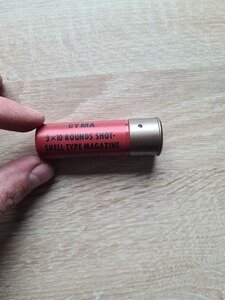 CYMA
3×10 ROUNDS SHOT-
SHELL TYPE MAGAZINE